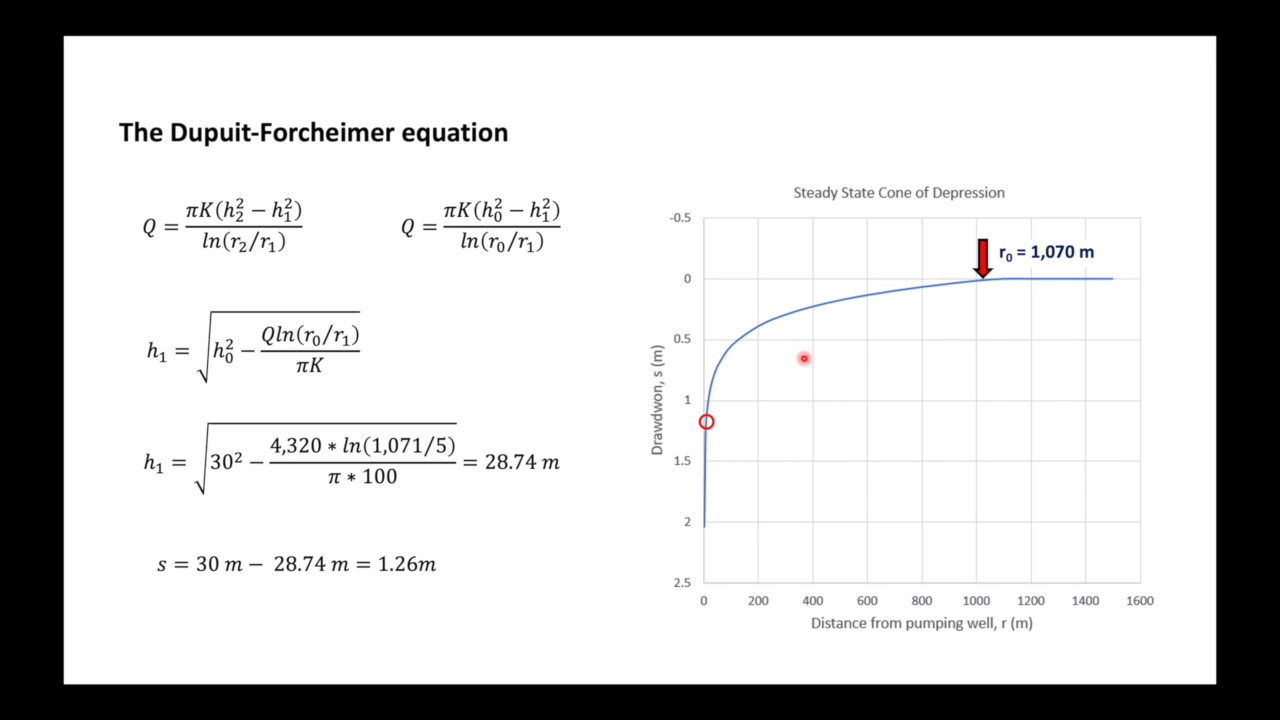 The Dupuit-Forcheimer equation
Q = πK(h₂² − h₁²) / ln(r₂/r₁)
Q = πK(h₀² − h₁²) / ln(r₀/r₁)
h₁ = √(h₀² − Qln(r₀/r₁) / πK)
h₁ = √(30² − 4,320 ∗ ln(1,071/5) / π ∗ 100) = 28.74 m
s = 30 m − 28.74 m = 1.26m
Steady State Cone of Depression
-0.5
0
0.5
1
1.5
2
2.5
Drawdwon, s (m)
r₀ = 1,070 m
0 200 400 600 800 1000 1200 1400 1600
Distance from pumping well, r (m)